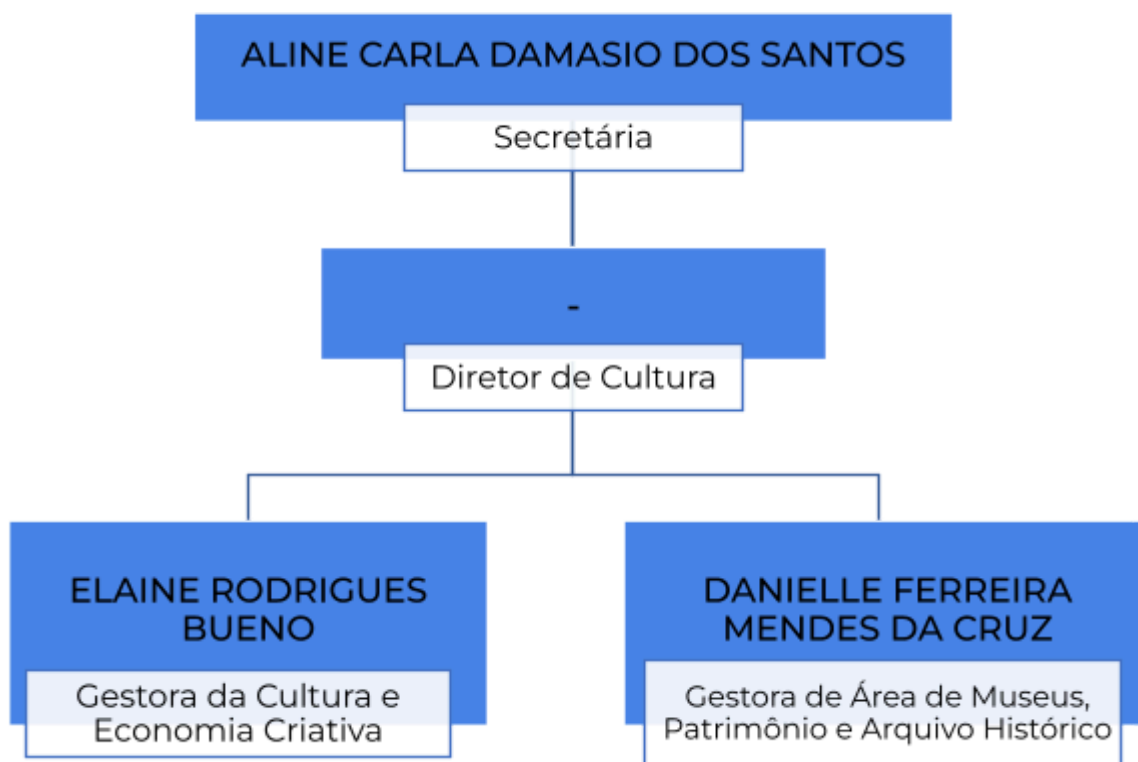 ALINE CARLA DAMASIO DOS SANTOS
Secretária
-
Diretor de Cultura
ELAINE RODRIGUES
BUENO
Gestora da Cultura e
Economia Criativa
DANIELLE FERREIRA
MENDES DA CRUZ
Gestora de Área de Museus,
Patrimônio e Arquivo Histórico